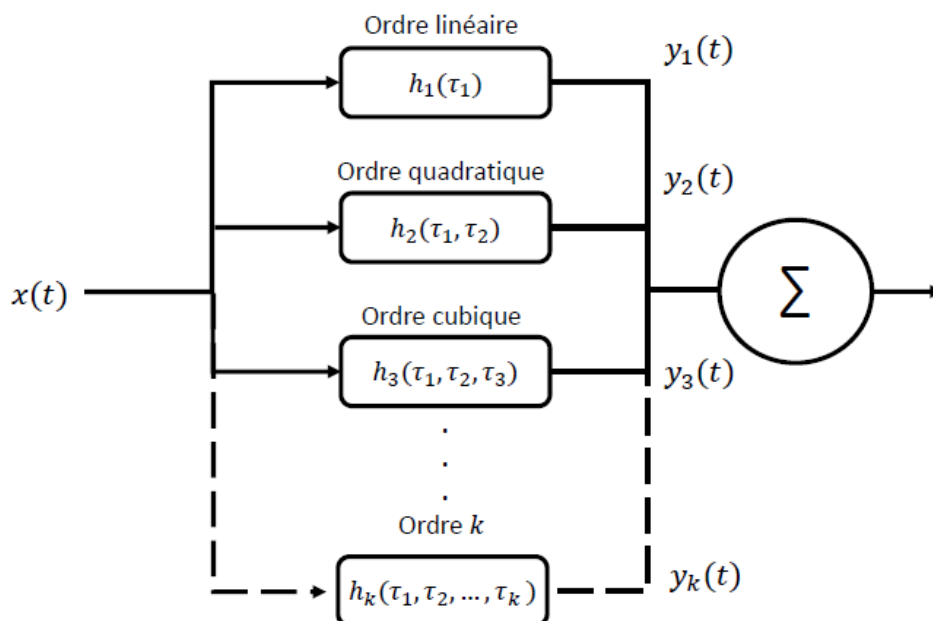 Ordre linéaire
h₁(τ₁)
y₁(t)
Ordre quadratique
h₂(τ₁, τ₂)
y₂(t)
x(t)
∑
Ordre cubique
h₃(τ₁, τ₂, τ₃)
y₃(t)
.
.
.
Ordre k
hₖ(τ₁, τ₂, ..., τₖ)
yₖ(t)